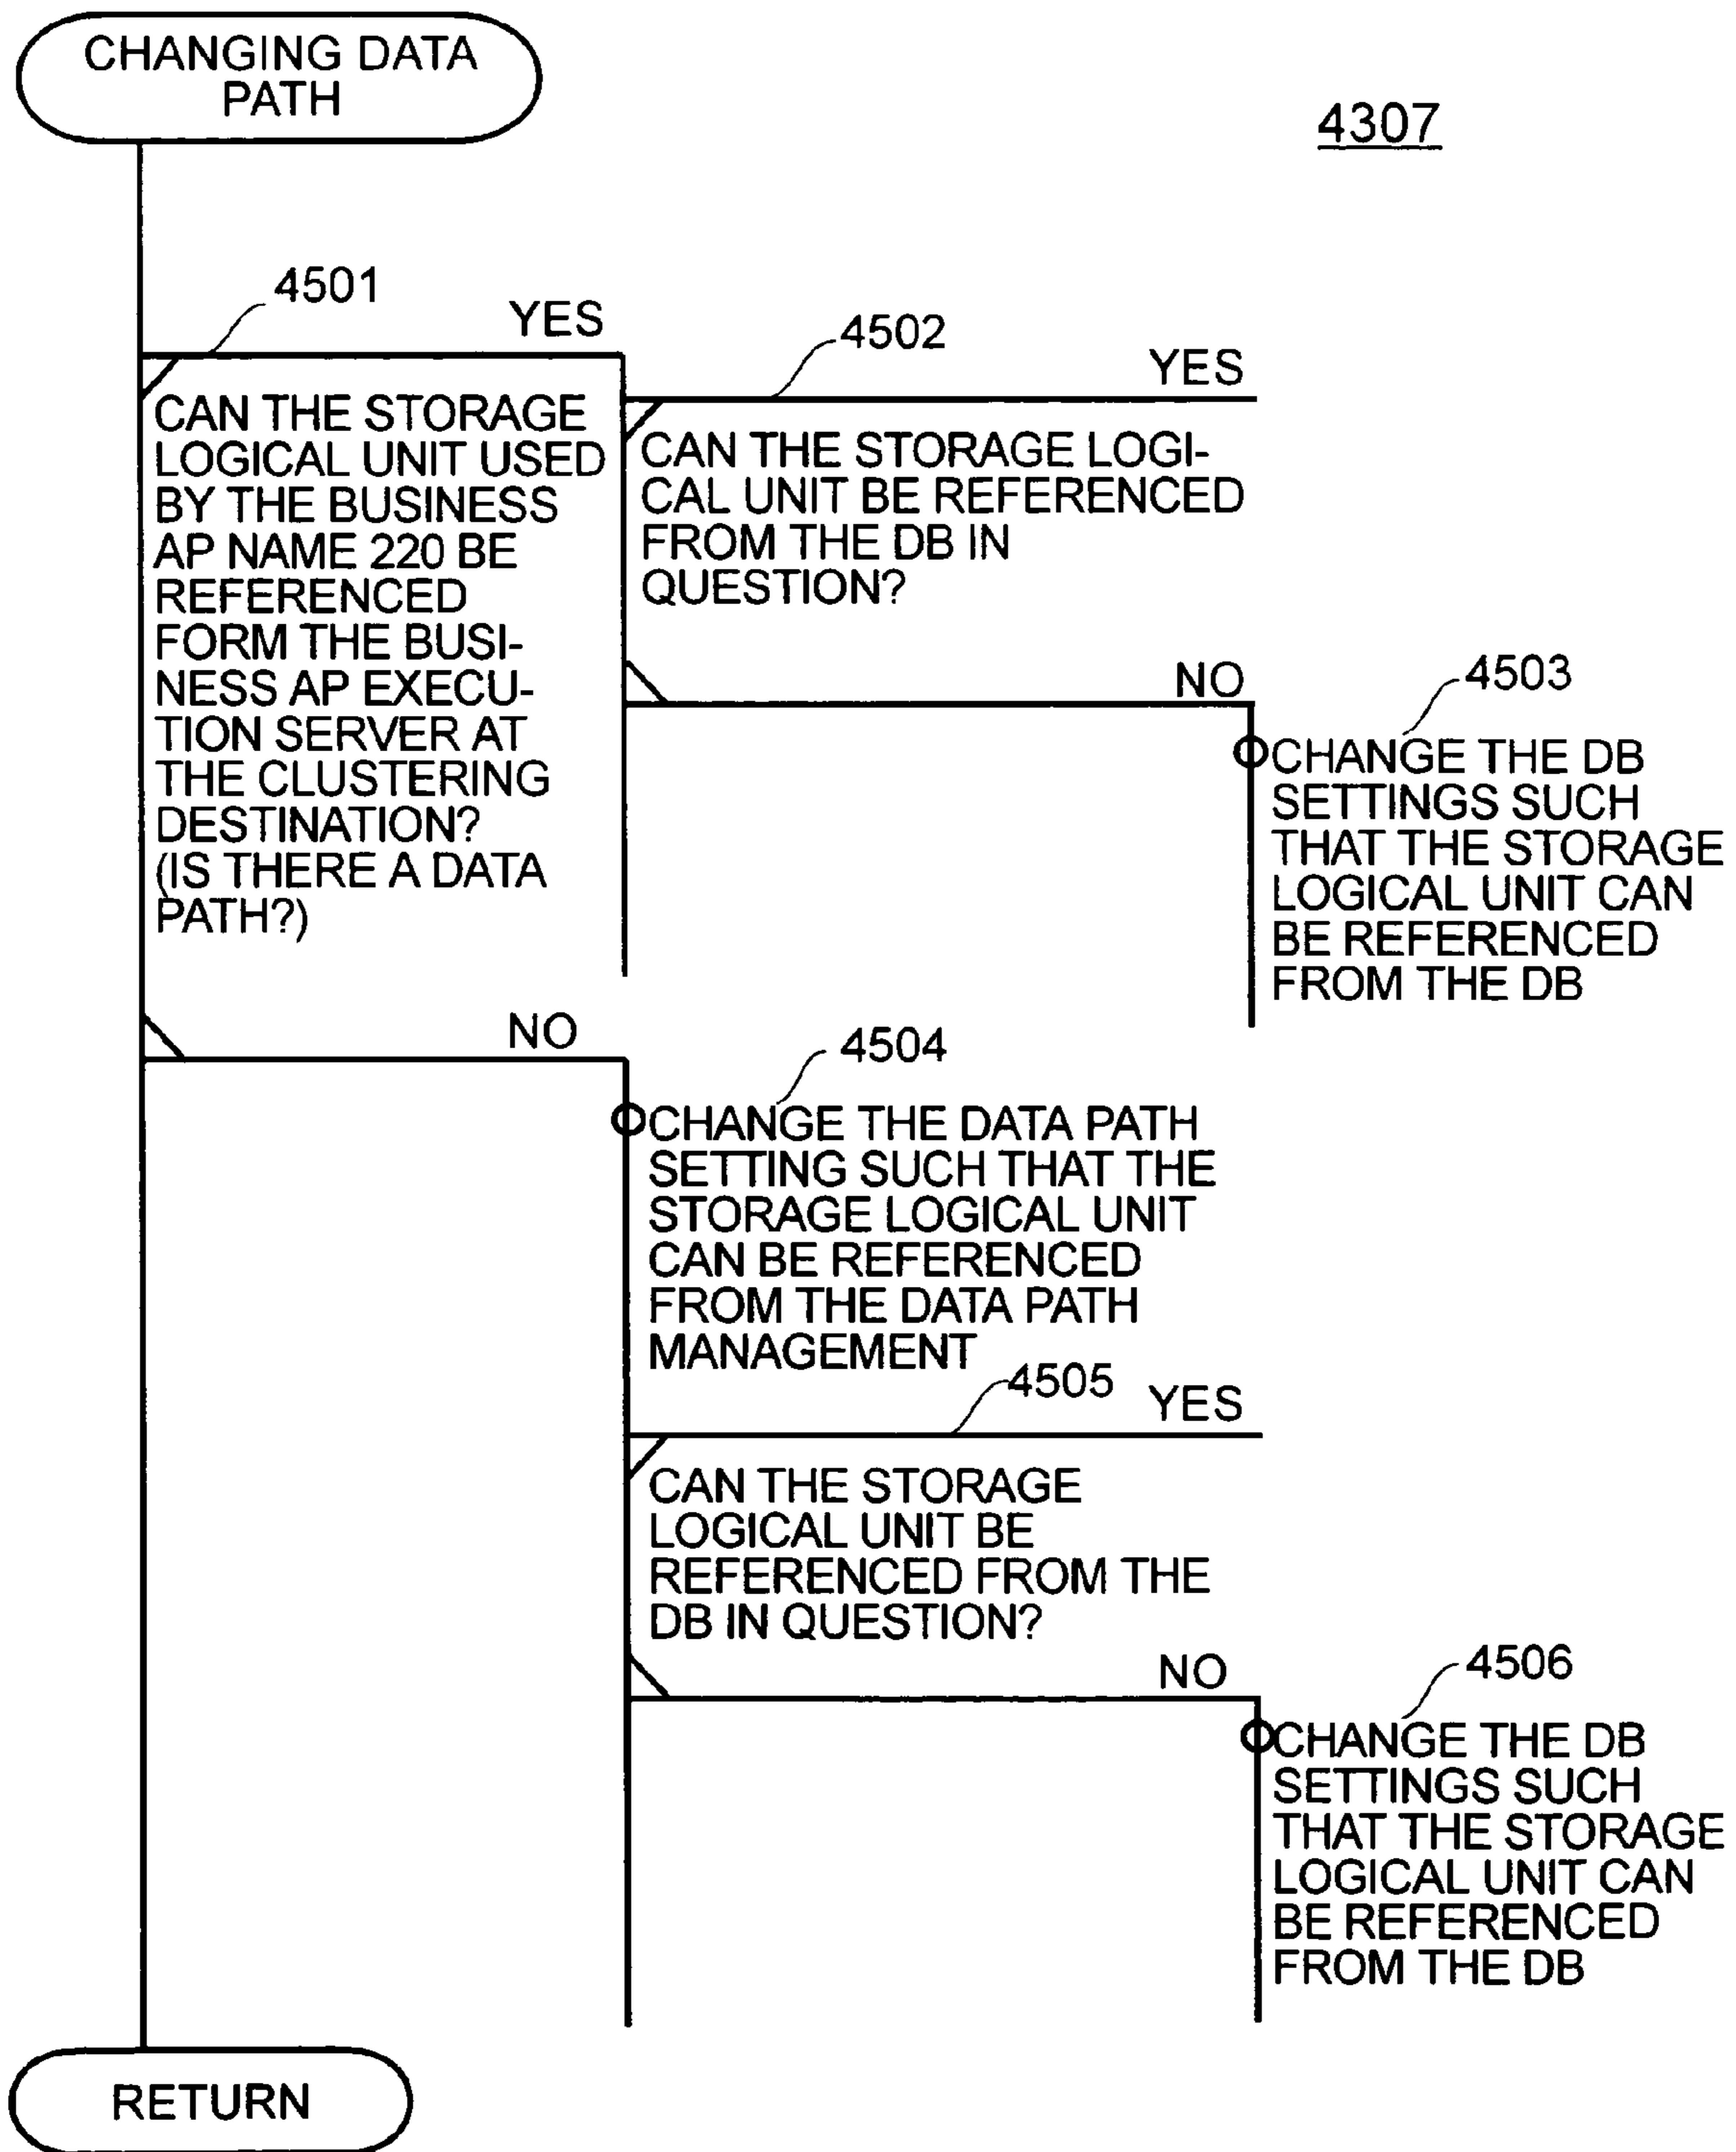 CHANGING DATA
PATH
4307
4501
YES
CAN THE STORAGE
LOGICAL UNIT USED
BY THE BUSINESS
AP NAME 220 BE
REFERENCED
FORM THE BUSI-
NESS AP EXECU-
TION SERVER AT
THE CLUSTERING
DESTINATION?
(IS THERE A DATA
PATH?)
4502
YES
CAN THE STORAGE LOGI-
CAL UNIT BE REFERENCED
FROM THE DB IN
QUESTION?
NO
4503
CHANGE THE DB
SETTINGS SUCH
THAT THE STORAGE
LOGICAL UNIT CAN
BE REFERENCED
FROM THE DB
NO
4504
CHANGE THE DATA PATH
SETTING SUCH THAT THE
STORAGE LOGICAL UNIT
CAN BE REFERENCED
FROM THE DATA PATH
MANAGEMENT
4505
YES
CAN THE STORAGE
LOGICAL UNIT BE
REFERENCED FROM THE
DB IN QUESTION?
NO
4506
CHANGE THE DB
SETTINGS SUCH
THAT THE STORAGE
LOGICAL UNIT CAN
BE REFERENCED
FROM THE DB
RETURN